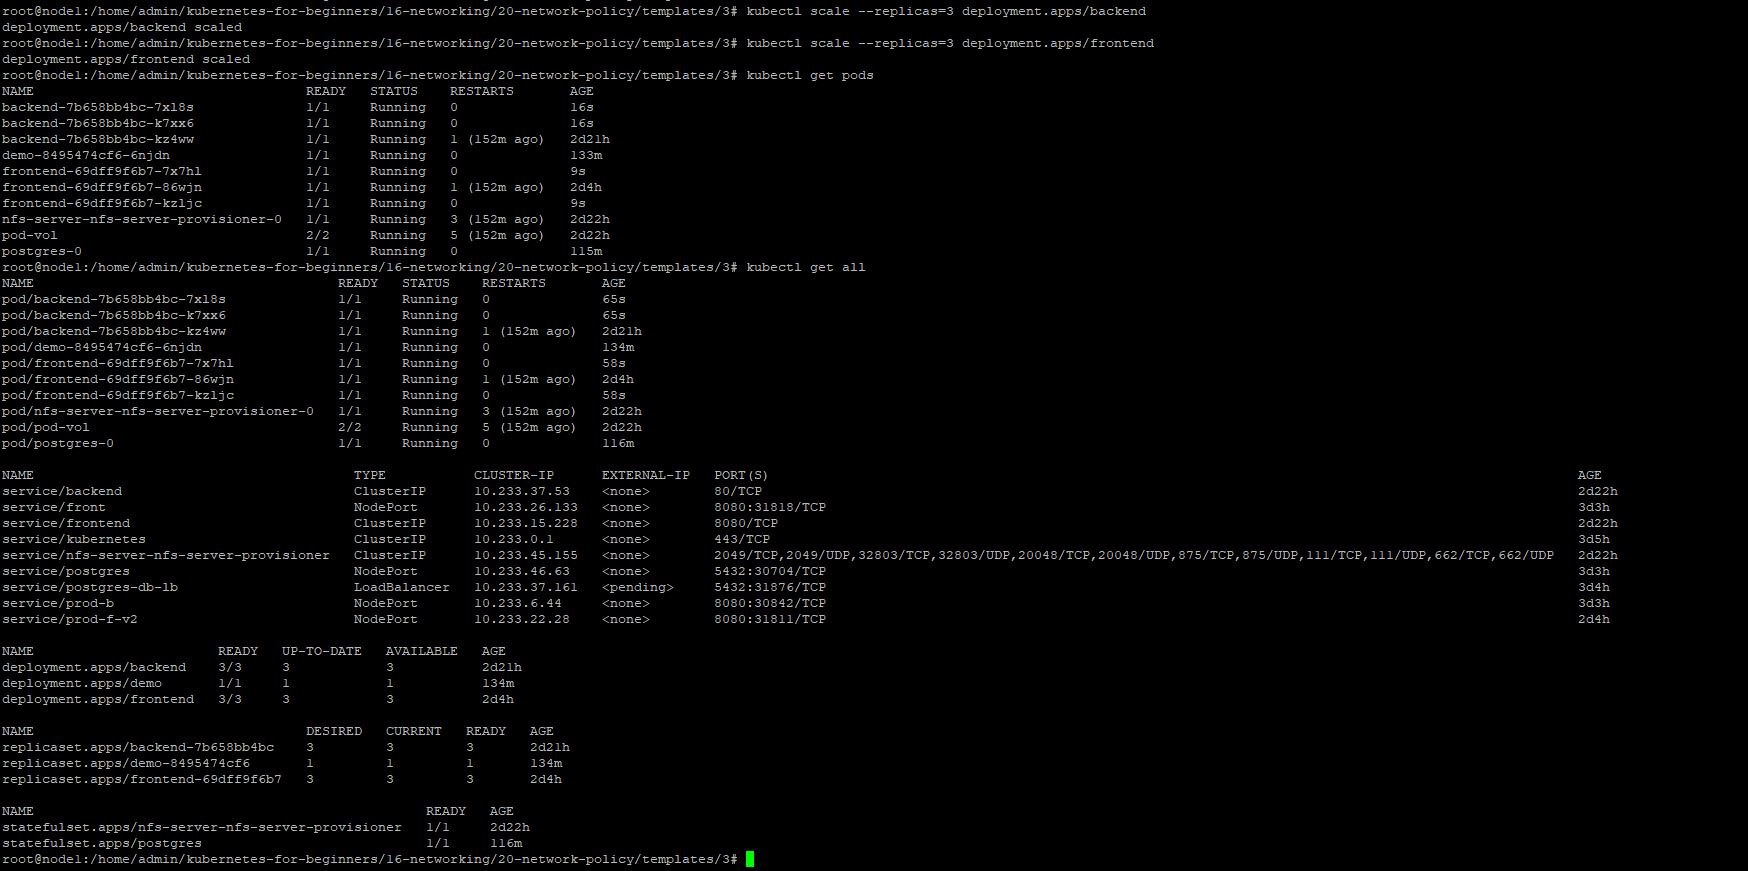 root@node1:/home/admin/kubernetes-for-beginners/16-networking/20-network-policy/templates/3# kubectl scale --replicas=3 deployment.apps/backend
deployment.apps/backend scaled
root@node1:/home/admin/kubernetes-for-beginners/16-networking/20-network-policy/templates/3# kubectl scale --replicas=3 deployment.apps/frontend
deployment.apps/frontend scaled
root@node1:/home/admin/kubernetes-for-beginners/16-networking/20-network-policy/templates/3# kubectl get pods
NAME READY STATUS RESTARTS AGE
backend-7b658bb4bc-7xl8s 1/1 Running 0 16s
backend-7b658bb4bc-k7xx6 1/1 Running 0 16s
backend-7b658bb4bc-kz4ww 1/1 Running 1 (152m ago) 2d21h
demo-8495474cf6-6njdn 1/1 Running 0 133m
frontend-69dff9f6b7-7x7hl 1/1 Running 0 9s
frontend-69dff9f6b7-86wjn 1/1 Running 1 (152m ago) 2d4h
frontend-69dff9f6b7-kzljc 1/1 Running 0 9s
nfs-server-nfs-server-provisioner-0 1/1 Running 3 (152m ago) 2d22h
pod-vol 2/2 Running 5 (152m ago) 2d22h
postgres-0 1/1 Running 0 115m
root@node1:/home/admin/kubernetes-for-beginners/16-networking/20-network-policy/templates/3# kubectl get all
NAME READY STATUS RESTARTS AGE
pod/backend-7b658bb4bc-7xl8s 1/1 Running 0 65s
pod/backend-7b658bb4bc-k7xx6 1/1 Running 0 65s
pod/backend-7b658bb4bc-kz4ww 1/1 Running 1 (152m ago) 2d21h
pod/demo-8495474cf6-6njdn 1/1 Running 0 134m
pod/frontend-69dff9f6b7-7x7hl 1/1 Running 0 58s
pod/frontend-69dff9f6b7-86wjn 1/1 Running 1 (152m ago) 2d4h
pod/frontend-69dff9f6b7-kzljc 1/1 Running 0 58s
pod/nfs-server-nfs-server-provisioner-0 1/1 Running 3 (152m ago) 2d22h
pod/pod-vol 2/2 Running 5 (152m ago) 2d22h
pod/postgres-0 1/1 Running 0 116m
NAME TYPE CLUSTER-IP EXTERNAL-IP PORT(S) AGE
service/backend ClusterIP 10.233.37.53 <none> 80/TCP 2d22h
service/front NodePort 10.233.26.133 <none> 8080:31818/TCP 3d3h
service/frontend ClusterIP 10.233.15.228 <none> 8080/TCP 2d22h
service/kubernetes ClusterIP 10.233.0.1 <none> 443/TCP 3d5h
service/nfs-server-nfs-server-provisioner ClusterIP 10.233.45.155 <none> 2049/TCP,2049/UDP,32803/TCP,32803/UDP,20048/TCP,20048/UDP,875/TCP,875/UDP,111/TCP,111/UDP,662/TCP,662/UDP 2d22h
service/postgres NodePort 10.233.46.63 <none> 5432:30704/TCP 3d3h
service/postgres-db-lb LoadBalancer 10.233.37.161 <pending> 5432:31876/TCP 3d4h
service/prod-b NodePort 10.233.6.44 <none> 8080:30842/TCP 3d3h
service/prod-f-v2 NodePort 10.233.22.28 <none> 8080:31811/TCP 2d4h
NAME READY UP-TO-DATE AVAILABLE AGE
deployment.apps/backend 3/3 3 3 2d21h
deployment.apps/demo 1/1 1 1 134m
deployment.apps/frontend 3/3 3 3 2d4h
NAME DESIRED CURRENT READY AGE
replicaset.apps/backend-7b658bb4bc 3 3 3 2d21h
replicaset.apps/demo-8495474cf6 1 1 1 134m
replicaset.apps/frontend-69dff9f6b7 3 3 3 2d4h
NAME READY AGE
statefulset.apps/nfs-server-nfs-server-provisioner 1/1 2d22h
statefulset.apps/postgres 1/1 116m
root@node1:/home/admin/kubernetes-for-beginners/16-networking/20-network-policy/templates/3#